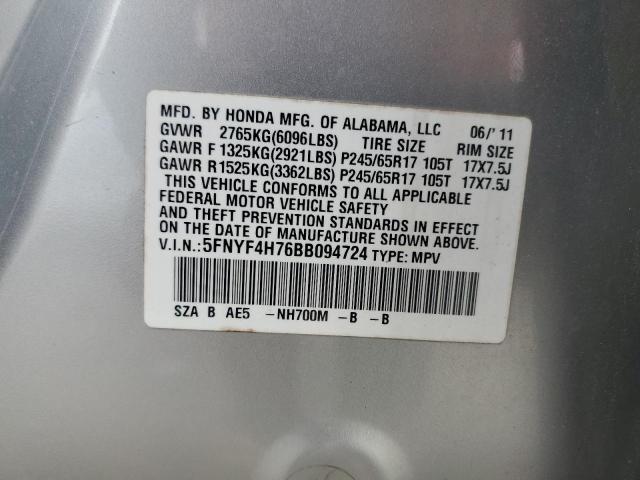 MFD. BY HONDA MFG. OF ALABAMA, LLC 06/'11
GVWR 2765KG(6096LBS) TIRE SIZE RIM SIZE
GAWR F 1325KG(2921LBS) P245/65R17 105T 17X7.5J
GAWR R1525KG(3362LBS) P245/65R17 105T 17X7.5J
THIS VEHICLE CONFORMS TO ALL APPLICABLE
FEDERAL MOTOR VEHICLE SAFETY
AND THEFT PREVENTION STANDARDS IN EFFECT
ON THE DATE OF MANUFACTURE SHOWN ABOVE.
V.I.N.:5FNYF4H76BB094724 TYPE: MPV
SZA B AE5 -NH700M -B -B